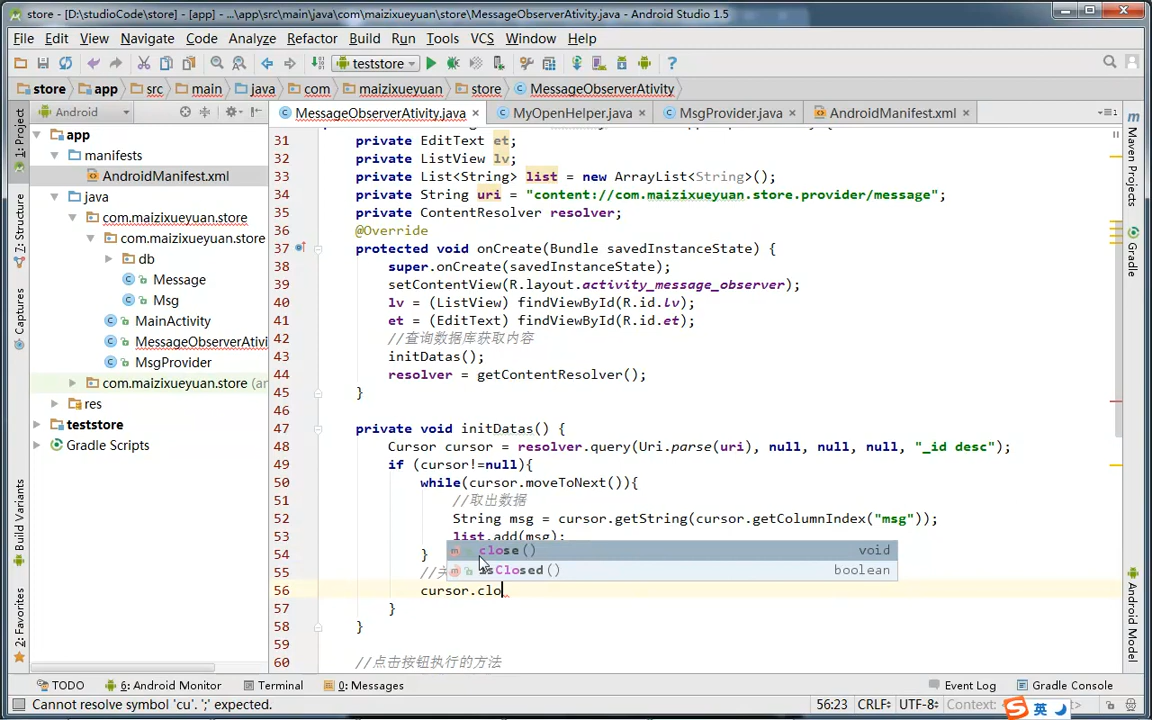 store - [D:\studioCode\store] - [app] - ...\app\src\main\java\com\maizixueyuan\store\MessageObserverAtivity.java - Android Studio 1.5
File Edit View Navigate Code Analyze Refactor Build Run Tools VCS Window Help
teststore
store app src main java com maizixueyuan store MessageObserverAtivity
Android
MessageObserverAtivity.java MyOpenHelper.java MsgProvider.java AndroidManifest.xml
1: Project
7: Structure
Captures
Build Variants
2: Favorites
app
manifests
AndroidManifest.xml
java
com.maizixueyuan.store
com.maizixueyuan.store
db
Message
Msg
MainActivity
MessageObserverAtivi
MsgProvider
com.maizixueyuan.store (ar
res
teststore
Gradle Scripts
31 private EditText et;
32 private ListView lv;
33 private List<String> list = new ArrayList<String>();
34 private String uri = "content://com.maizixueyuan.store.provider/message";
35 private ContentResolver resolver;
36 @Override
37 protected void onCreate(Bundle savedInstanceState) {
38 super.onCreate(savedInstanceState);
39 setContentView(R.layout.activity_message_observer);
40 lv = (ListView) findViewById(R.id.lv);
41 et = (EditText) findViewById(R.id.et);
42 //查询数据库获取内容
43 initDatas();
44 resolver = getContentResolver();
45 }
46
47 private void initDatas() {
48 Cursor cursor = resolver.query(Uri.parse(uri), null, null, null, "_id desc");
49 if (cursor!=null){
50 while(cursor.moveToNext()){
51 //取出数据
52 String msg = cursor.getString(cursor.getColumnIndex("msg"));
53 list.add(msg);
54 }
close() void
55 //关
isClosed() boolean
56 cursor.clo
57 }
58 }
59
60 //点击按钮执行的方法
Maven Projects
Gradle
Android Model
TODO 6: Android Monitor Terminal 0: Messages Event Log Gradle Console
Cannot resolve symbol 'cu'. ';' expected. 56:23 CRLF UTF-8 Context:
英